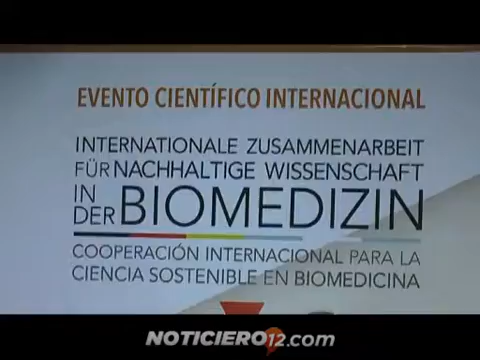 EVENTO CIENTÍFICO INTERNACIONAL
INTERNATIONALE ZUSAMMENARBEIT
FÜR NACHHALTIGE WISSENSCHAFT
IN DER BIOMEDIZIN
COOPERACIÓN INTERNACIONAL PARA LA
CIENCIA SOSTENIBLE EN BIOMEDICINA
NOTICIERO12.com